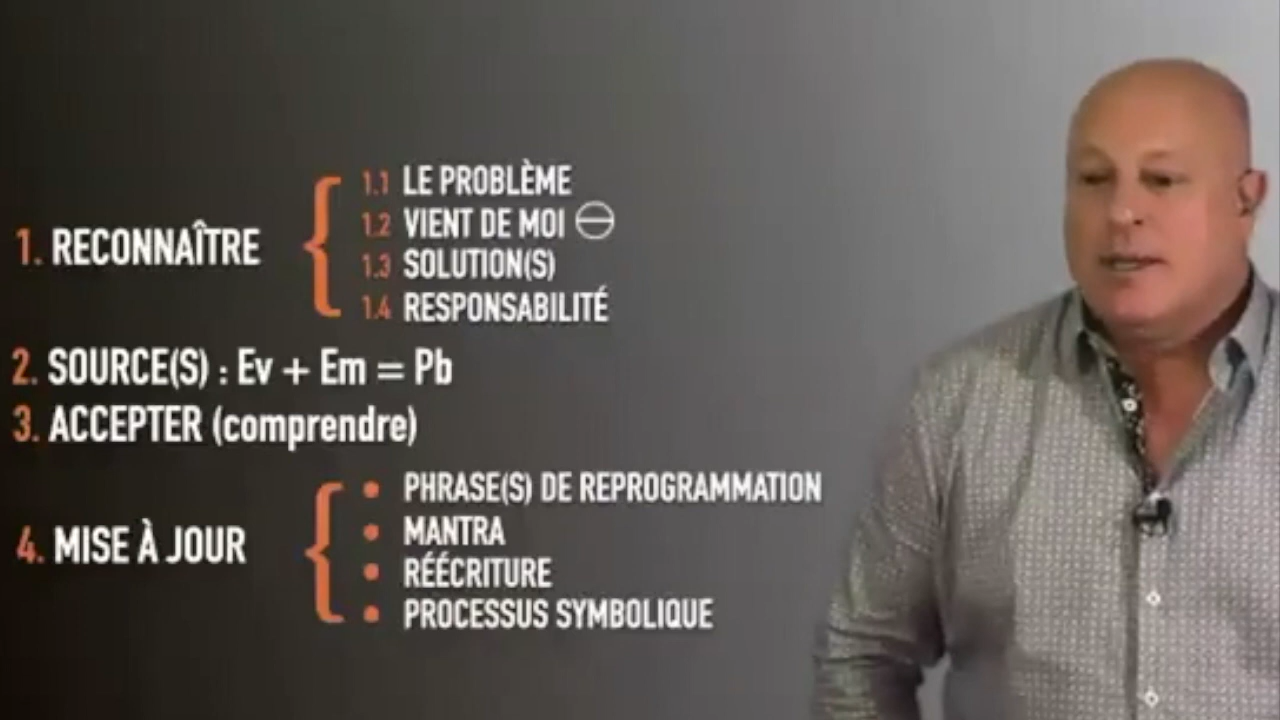 1. RECONNAÎTRE
1.1 LE PROBLÈME
1.2 VIENT DE MOI ⊖
1.3 SOLUTION(S)
1.4 RESPONSABILITÉ
2. SOURCE(S) : Ev + Em = Pb
3. ACCEPTER (comprendre)
4. MISE À JOUR
• PHRASE(S) DE REPROGRAMMATION
• MANTRA
• RÉÉCRITURE
• PROCESSUS SYMBOLIQUE